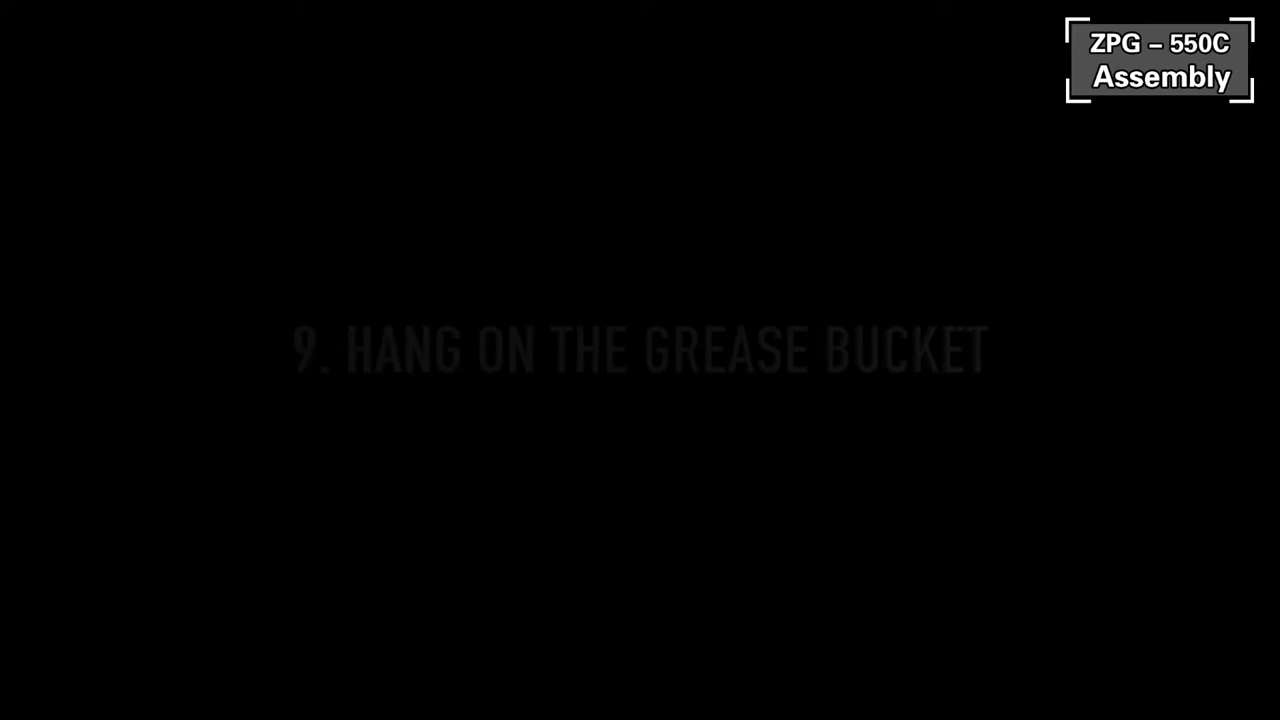 ZPG – 550C
Assembly
9. HANG ON THE GREASE BUCKET